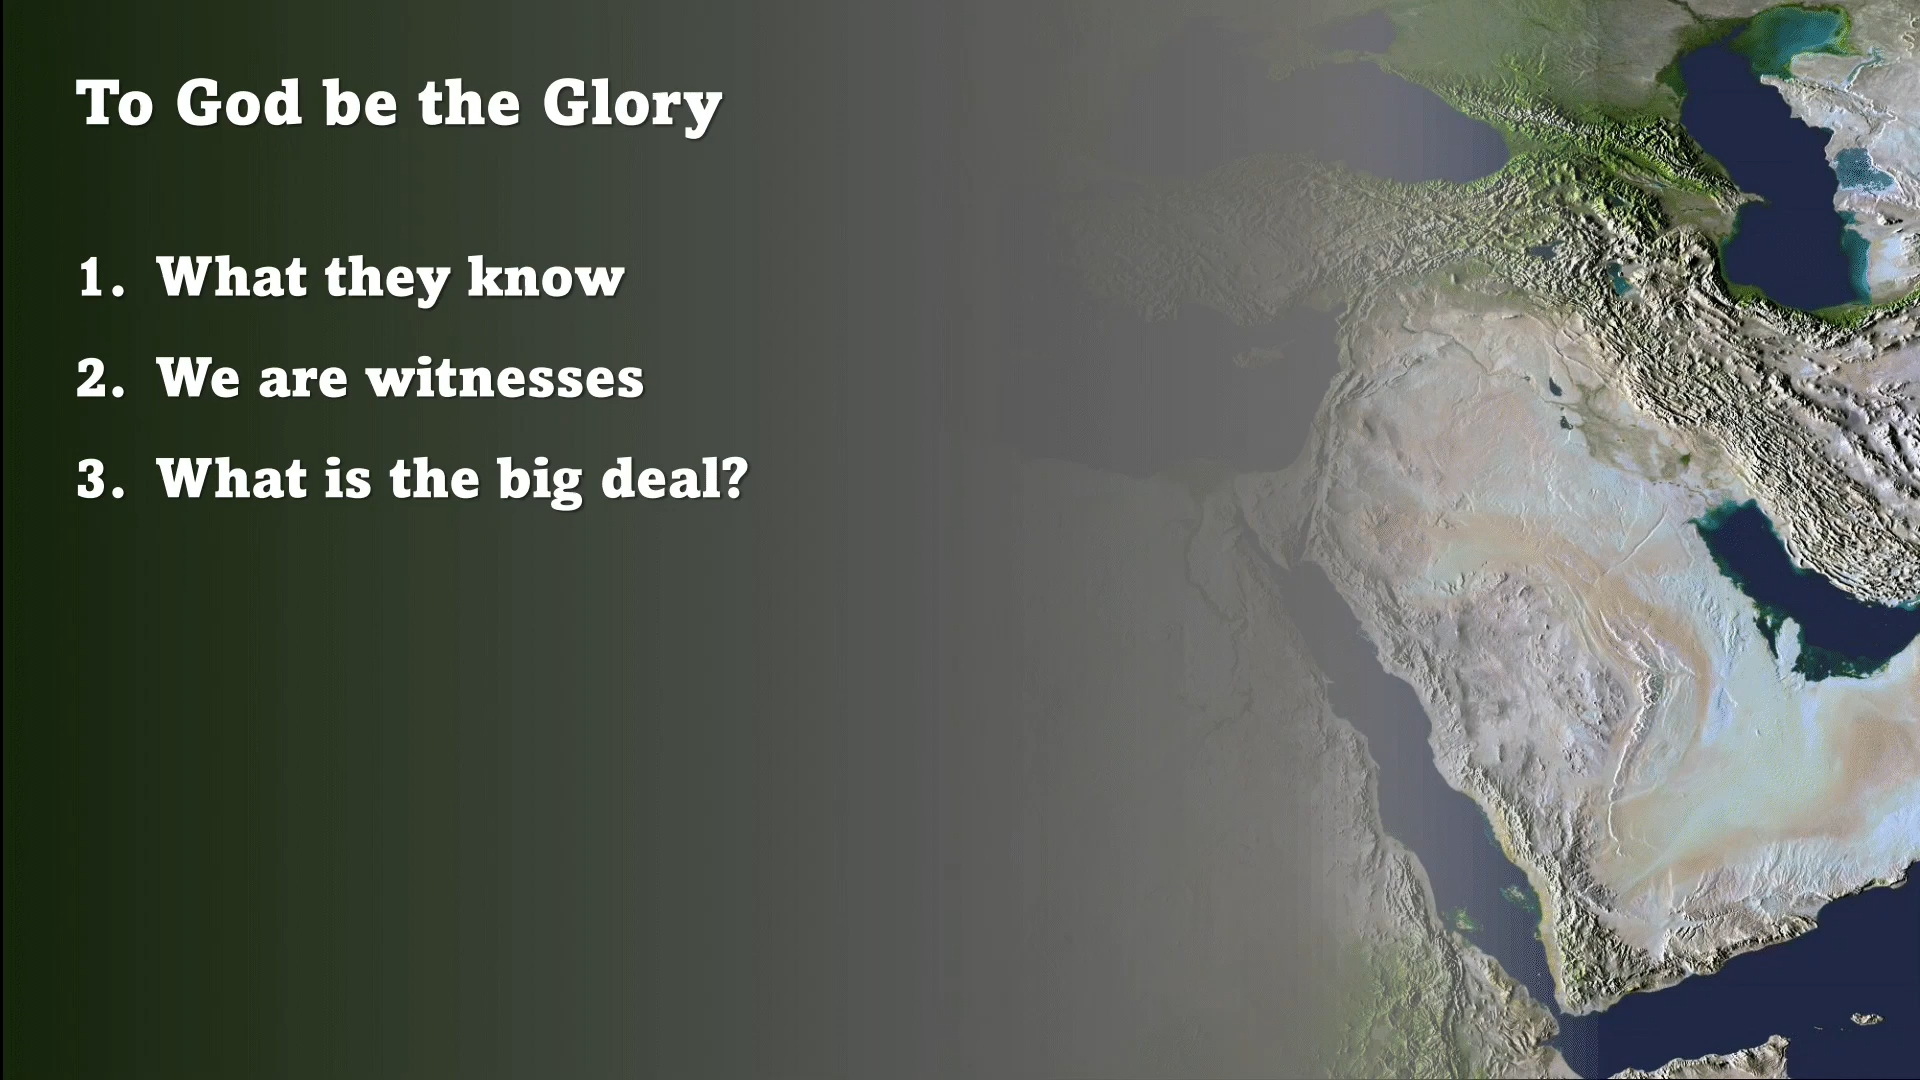 To God be the Glory
1. What they know
2. We are witnesses
3. What is the big deal?